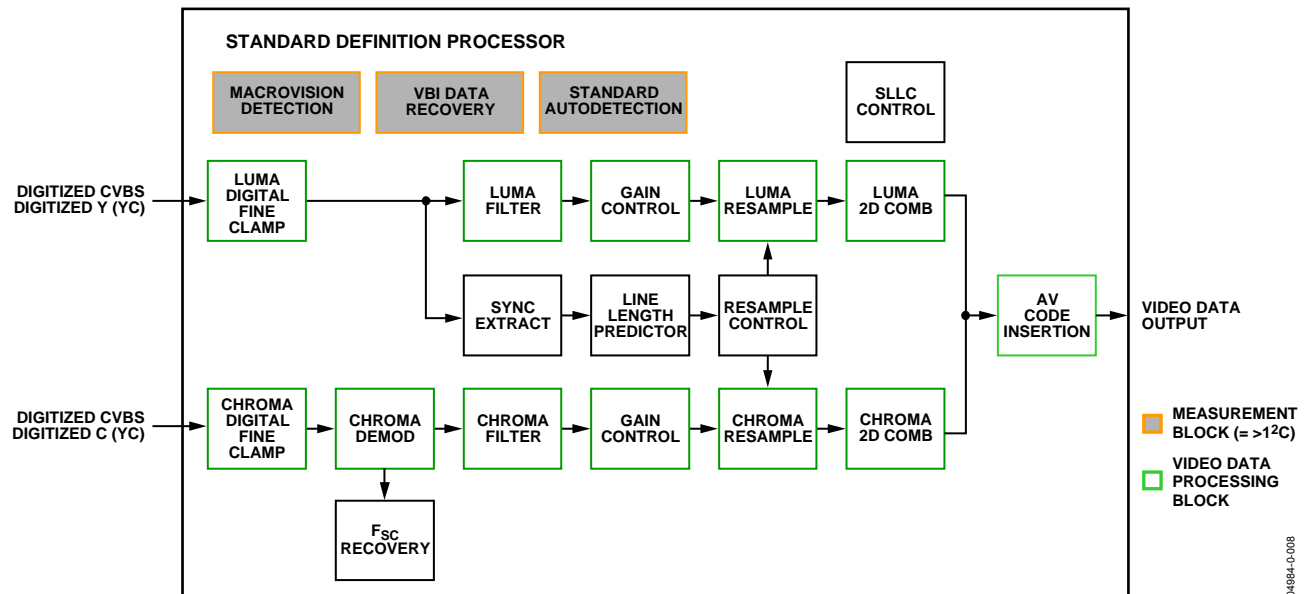 STANDARD DEFINITION PROCESSOR
MACROVISION
DETECTION
VBI DATA
RECOVERY
STANDARD
AUTODETECTION
SLLC
CONTROL
DIGITIZED CVBS
DIGITIZED Y (YC)
LUMA
DIGITAL
FINE
CLAMP
LUMA
FILTER
GAIN
CONTROL
LUMA
RESAMPLE
LUMA
2D COMB
SYNC
EXTRACT
LINE
LENGTH
PREDICTOR
RESAMPLE
CONTROL
AV
CODE
INSERTION
VIDEO DATA
OUTPUT
DIGITIZED CVBS
DIGITIZED C (YC)
CHROMA
DIGITAL
FINE
CLAMP
CHROMA
DEMOD
CHROMA
FILTER
GAIN
CONTROL
CHROMA
RESAMPLE
CHROMA
2D COMB
FSC
RECOVERY
MEASUREMENT
BLOCK (= >1²C)
VIDEO DATA
PROCESSING
BLOCK
04984-0-008